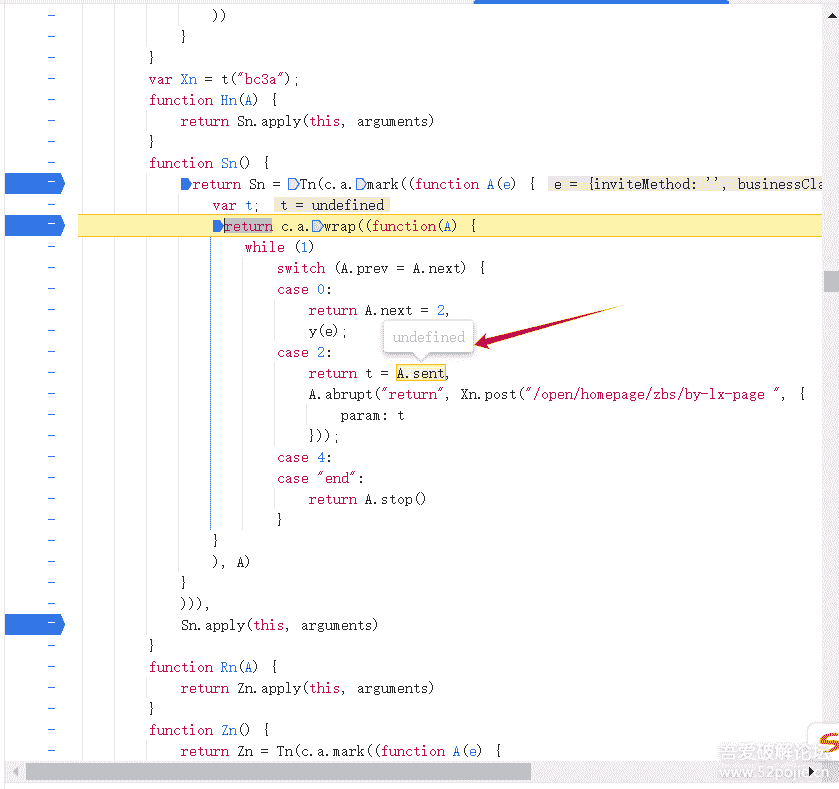 ))
}
}
var Xn = t("bc3a");
function Hn(A) {
return Sn.apply(this, arguments)
}
function Sn() {
return Sn = Tn(c.a.mark((function A(e) { e = {inviteMethod: '', businessCla
var t; t = undefined
return c.a.wrap((function(A) {
while (1)
switch (A.prev = A.next) {
case 0:
return A.next = 2,
y(e);
undefined
case 2:
return t = A.sent,
A.abrupt("return", Xn.post("/open/homepage/zbs/by-lx-page ", {
param: t
}));
case 4:
case "end":
return A.stop()
}
}
), A)
}
))),
Sn.apply(this, arguments)
}
function Rn(A) {
return Zn.apply(this, arguments)
}
function Zn() {
return Zn = Tn(c.a.mark((function A(e) {
吾爱破解论坛
www.52pojie.cn